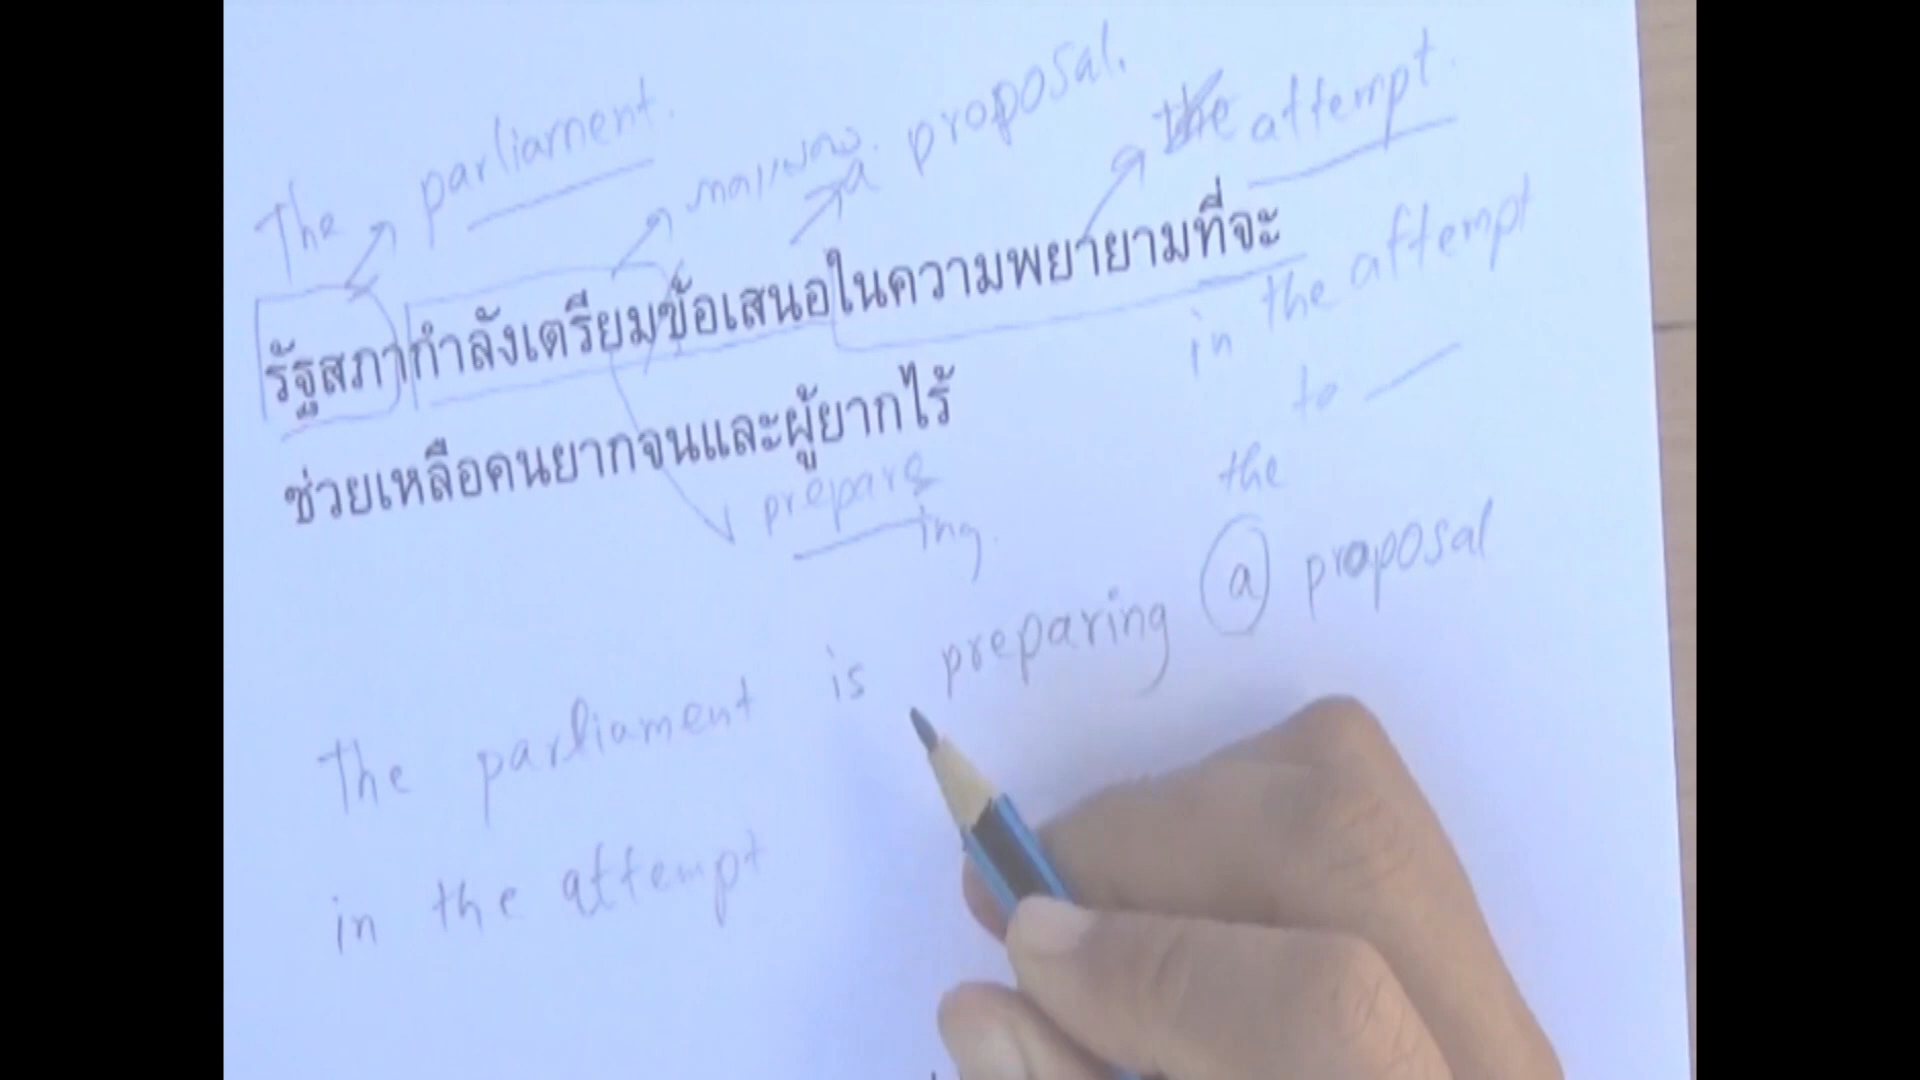 The parliament.
a proposal.
the attempt.
รัฐสภากำลังเตรียมข้อเสนอในความพยายามที่จะ
in the attempt
to
ช่วยเหลือคนยากจนและผู้ยากไร้
prepare
ing.
the
The parliament is preparing a proposal
in the attempt